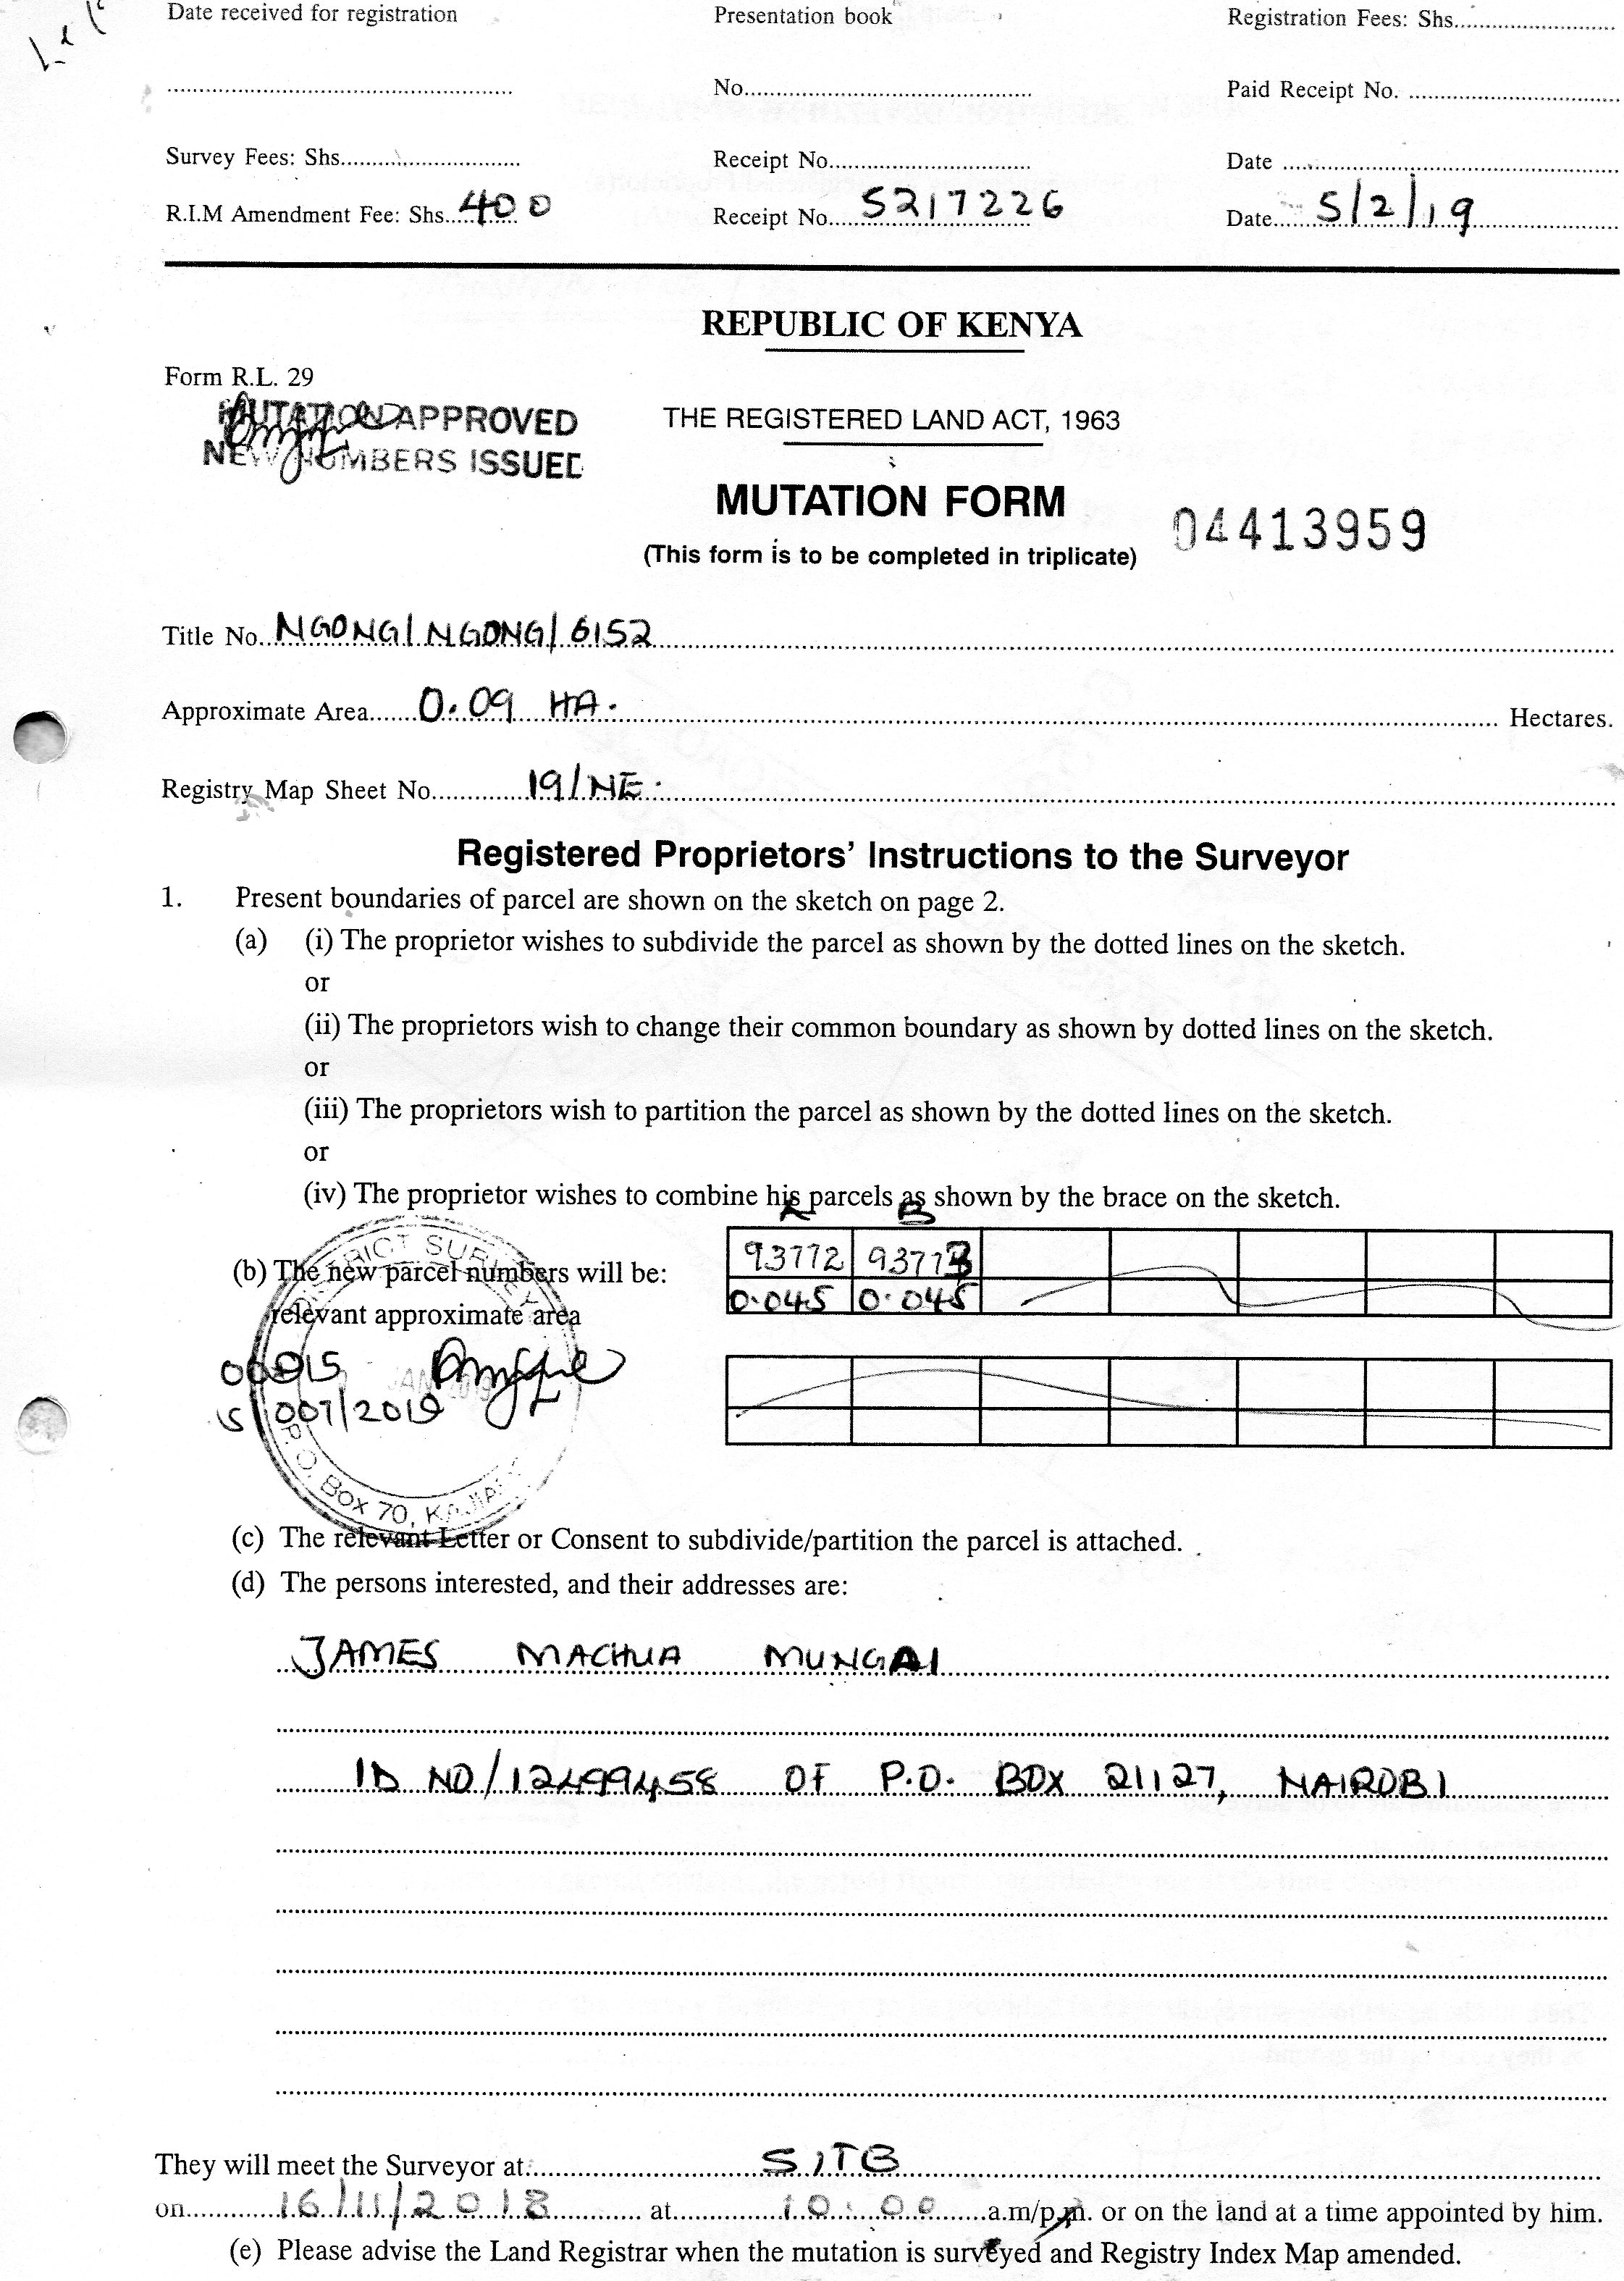 Date received for registration Presentation book Registration Fees: Shs.
No. Paid Receipt No.
Survey Fees: Shs. Receipt No. Date
R.I.M Amendment Fee: Shs. 400 Receipt No. 5217226 Date 5/2/19
REPUBLIC OF KENYA
Form R.L. 29
MUTATION APPROVED
NEW NUMBERS ISSUED
THE REGISTERED LAND ACT, 1963
MUTATION FORM
04413959
(This form is to be completed in triplicate)
Title No. NGONG/NGONG/6152
Approximate Area 0.09 HA. Hectares.
Registry Map Sheet No. 19/NE.
Registered Proprietors' Instructions to the Surveyor
1. Present boundaries of parcel are shown on the sketch on page 2.
(a) (i) The proprietor wishes to subdivide the parcel as shown by the dotted lines on the sketch.
or
(ii) The proprietors wish to change their common boundary as shown by dotted lines on the sketch.
or
(iii) The proprietors wish to partition the parcel as shown by the dotted lines on the sketch.
or
(iv) The proprietor wishes to combine his parcels as shown by the brace on the sketch.
A B
(b) The new parcel numbers will be: 93772 93773
relevant approximate area 0.045 0.045
DISTRICT SURVEY
P.O. Box 70,
(c) The relevant Letter or Consent to subdivide/partition the parcel is attached.
(d) The persons interested, and their addresses are:
JAMES MACHUA MUNGAI
ID NO/12499458 OF P.O. BOX 21127, NAIROBI
They will meet the Surveyor at SITE
on 16/11/2018 at 10:00 a.m/p.m. or on the land at a time appointed by him.
(e) Please advise the Land Registrar when the mutation is surveyed and Registry Index Map amended.